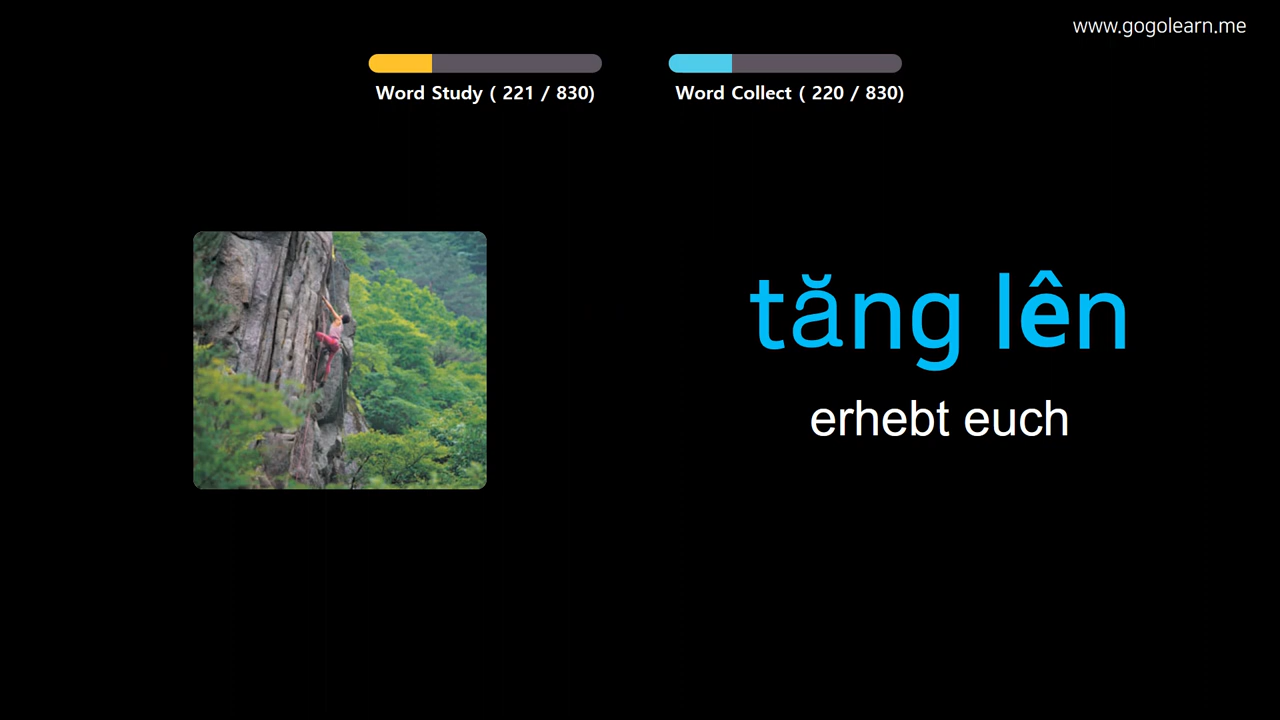 www.gogolearn.me
Word Study ( 221 / 830)
Word Collect ( 220 / 830)
tăng lên
erhebt euch